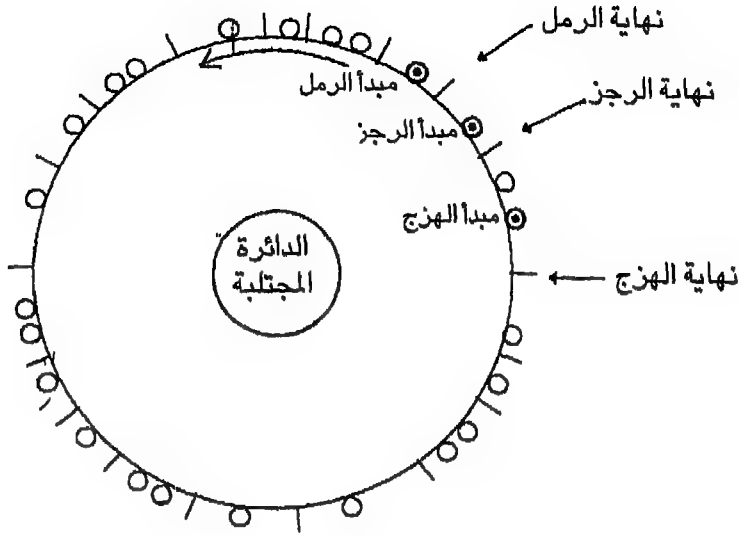 نهاية الرمل
مبدأ الرمل
نهاية الرجز
مبدأ الرجز
مبدأ الهزج
نهاية الهزج
الدائرة
المجتلبة